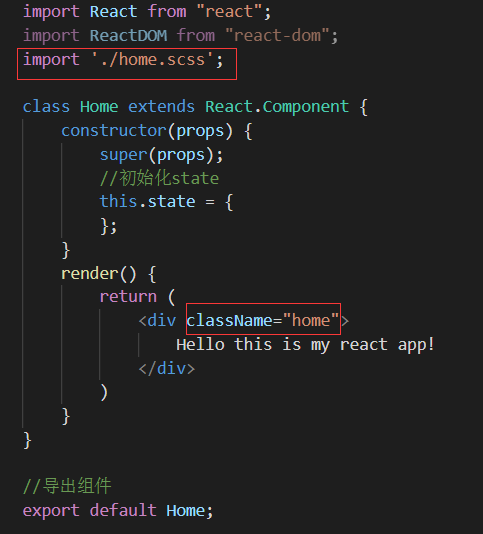 import React from "react";
import ReactDOM from "react-dom";
import './home.scss';
class Home extends React.Component {
constructor(props) {
super(props);
//初始化state
this.state = {
};
}
render() {
return (
<div className="home">
Hello this is my react app!
</div>
)
}
}
//导出组件
export default Home;